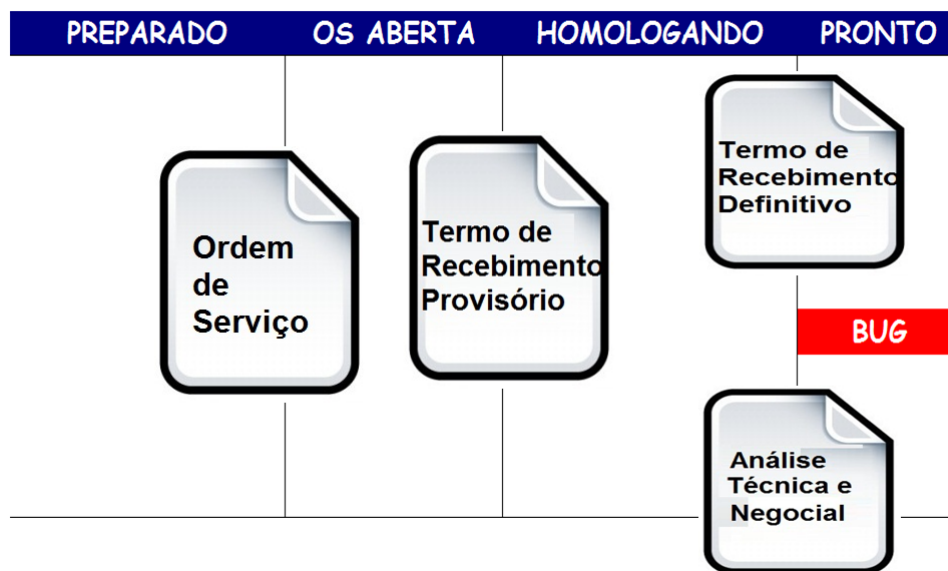 PREPARADO OS ABERTA HOMOLOGANDO PRONTO
Ordem
de
Serviço
Termo de
Recebimento
Provisório
Termo de
Recebimento
Definitivo
BUG
Análise
Técnica e
Negocial